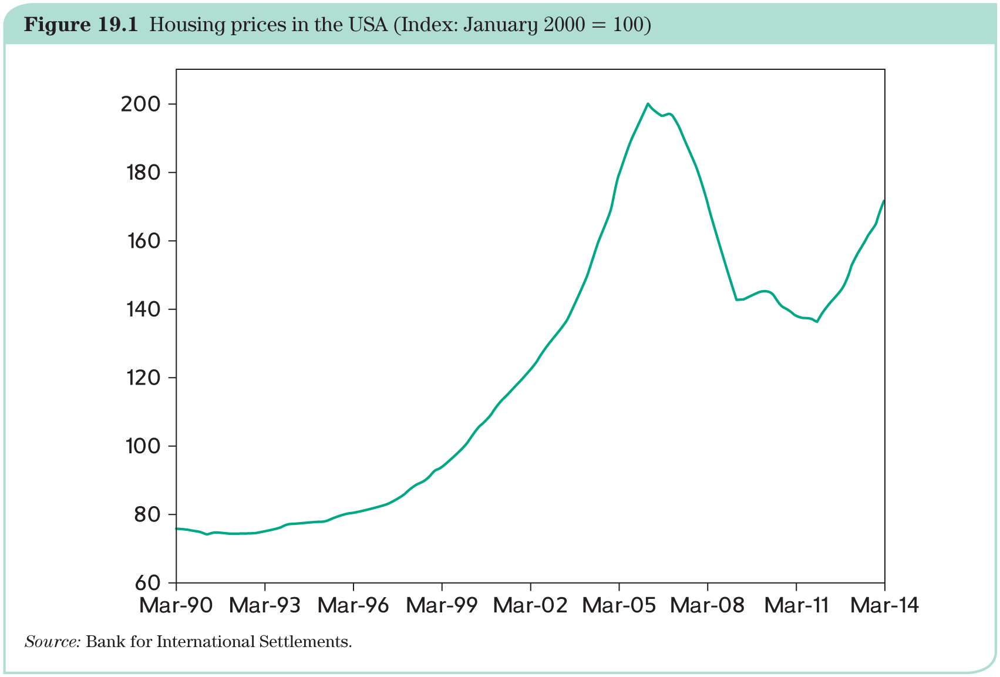 Figure 19.1 Housing prices in the USA (Index: January 2000 = 100)
200
180
160
140
120
100
80
60
Mar-90 Mar-93 Mar-96 Mar-99 Mar-02 Mar-05 Mar-08 Mar-11 Mar-14
Source: Bank for International Settlements.